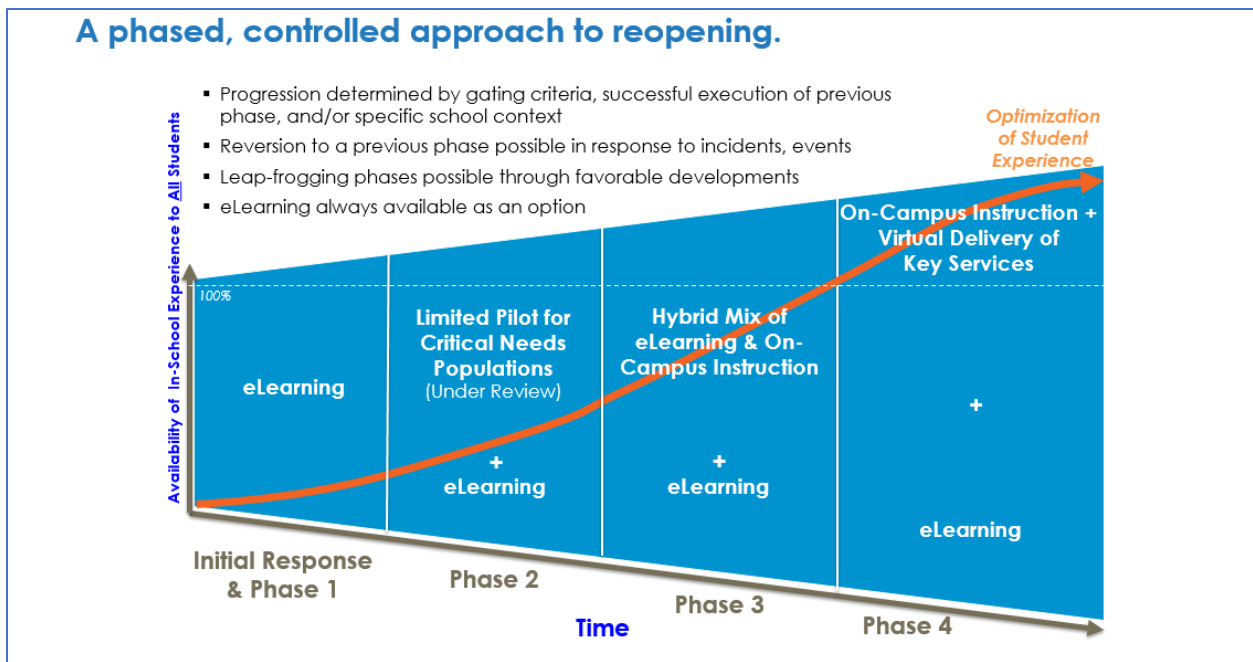 A phased, controlled approach to reopening.
▪ Progression determined by gating criteria, successful execution of previous
phase, and/or specific school context
▪ Reversion to a previous phase possible in response to incidents, events
▪ Leap-frogging phases possible through favorable developments
▪ eLearning always available as an option
Optimization
of Student
Experience
Availability of In-School Experience to All Students
100%
eLearning
Limited Pilot for
Critical Needs
Populations
(Under Review)
+
eLearning
Hybrid Mix of
eLearning & On-
Campus Instruction
+
eLearning
On-Campus Instruction +
Virtual Delivery of
Key Services
+
eLearning
Initial Response
& Phase 1
Phase 2
Phase 3
Phase 4
Time